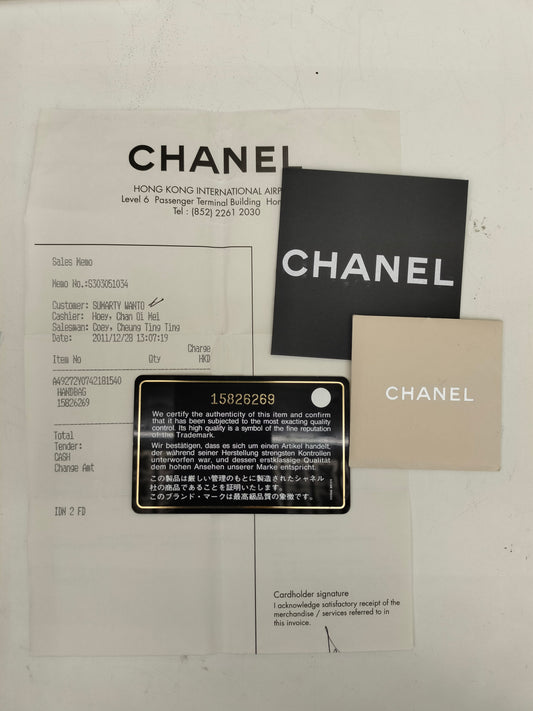 CHANEL
HONG KONG INTERNATIONAL AIRP
Level 6 Passenger Terminal Building
Tel : (852) 2261 2030
Sales Memo
Memo No.:S303051034
Customer: SUKARTY WANTO
Cashier: Hoey, Chan Oi Mei
Salesman: Coey, Cheung Ting Ting
Date: 2011/12/28 13:07:19
Charge
Item No Qty HKD
A49272Y0742181540
HANDBAG
15826269
Total
Tender:
CASH
Change Amt
IDN 2 FD
CHANEL
CHANEL
15826269
We certify the authenticity of this item and confirm
that it has been subjected to the most exacting quality
control. Its high quality is a symbol of the fine reputation
of the Trademark.
Wir bestätigen, dass es sich um einen Artikel handelt,
der während seiner Herstellung strengsten Kontrollen
unterworfen war, und dessen erstklassige Qualität
dem hohen Ansehen unserer Marke entspricht.
この製品は厳しい管理のもとに製造されたシャネル
社の商品であることを証明いたします。
このブランド・マークは最高級品質の象徴です。
Cardholder signature
I acknowledge satisfactory receipt of the
merchandise / services referred to in
this invoice.